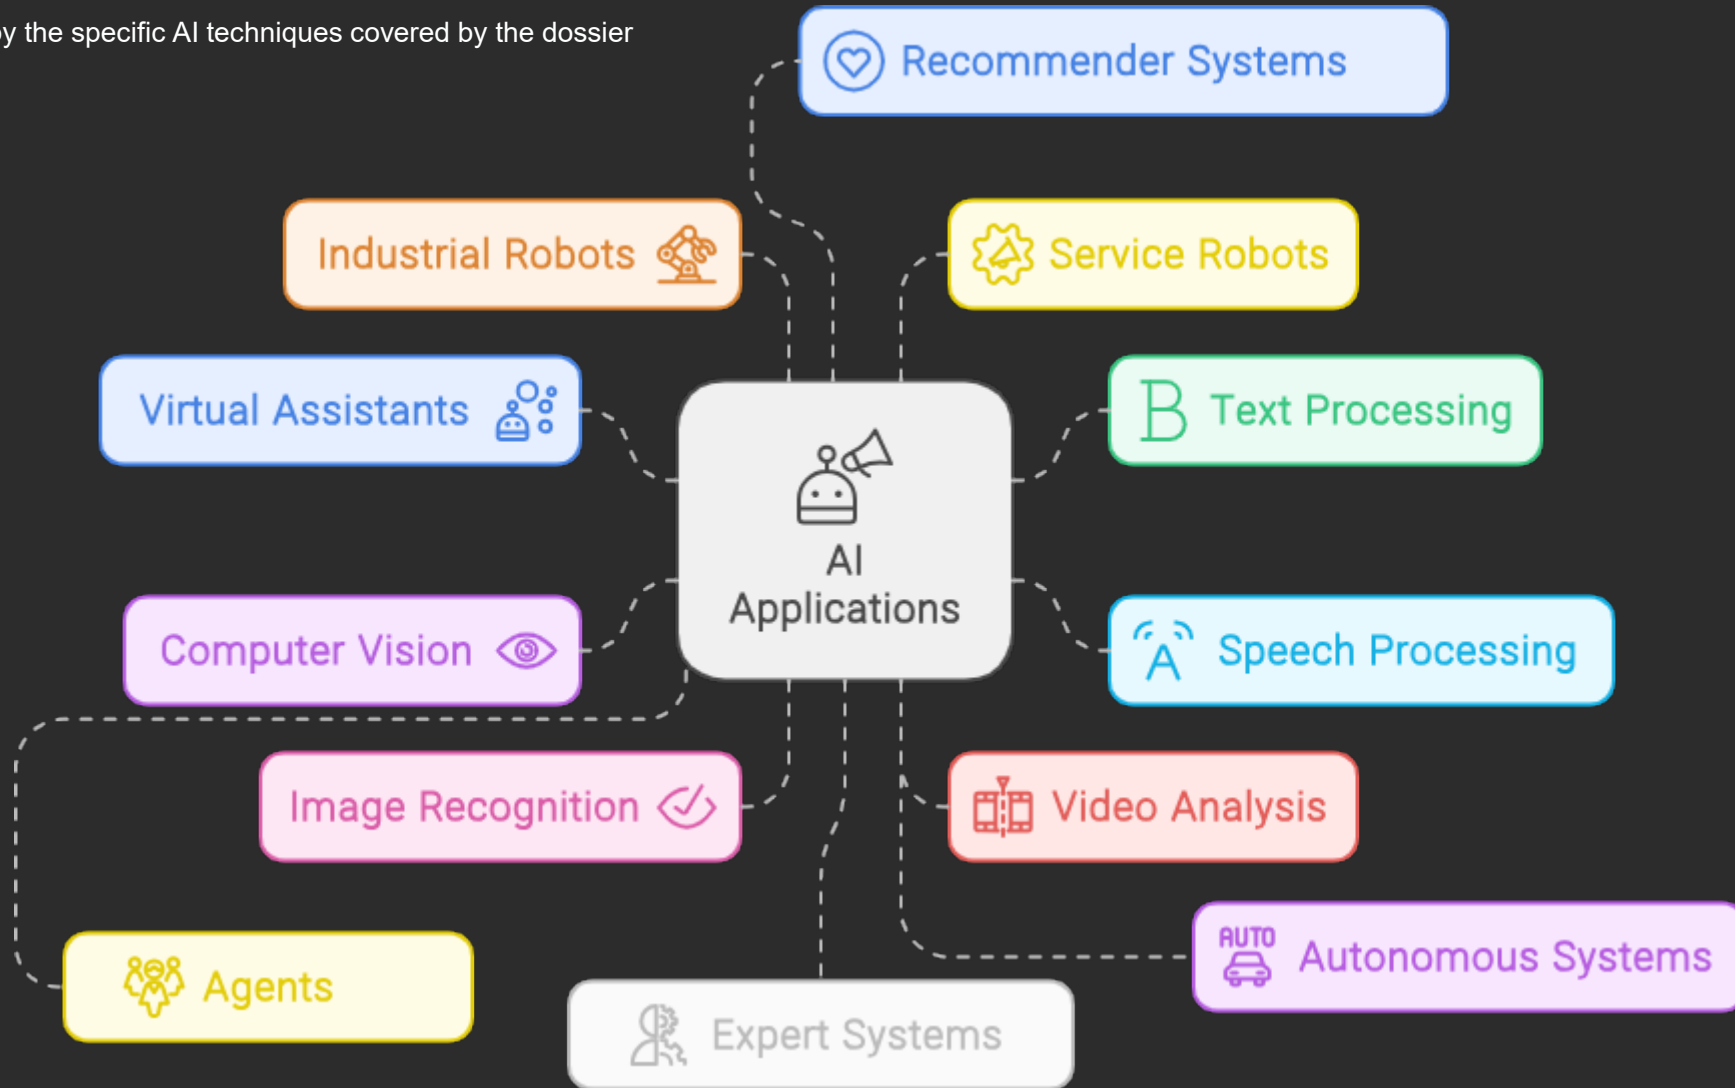 by the specific AI techniques covered by the dossier
Recommender Systems
Industrial Robots
Service Robots
Virtual Assistants
Text Processing
AI
Applications
Computer Vision
Speech Processing
Image Recognition
Video Analysis
AUTO
Autonomous Systems
Agents
Expert Systems